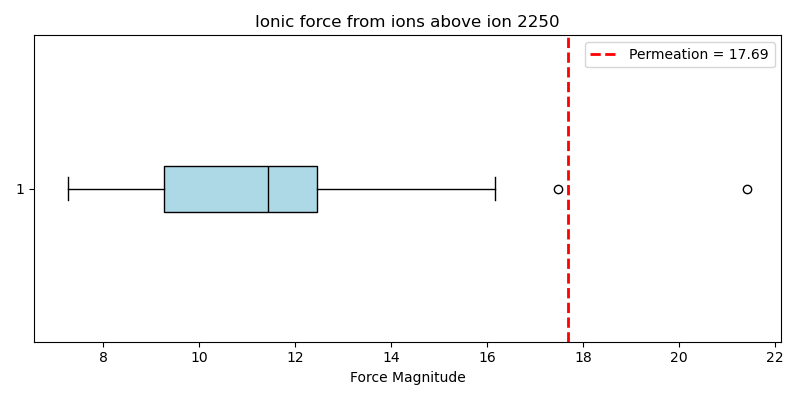 Ionic force from ions above ion 2250
Permeation = 17.69
1
8 10 12 14 16 18 20 22
Force Magnitude